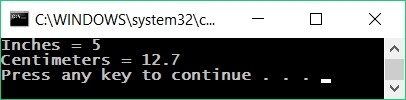 C:\WINDOWS\system32\c...
Inches = 5
Centimeters = 12.7
Press any key to continue . . .